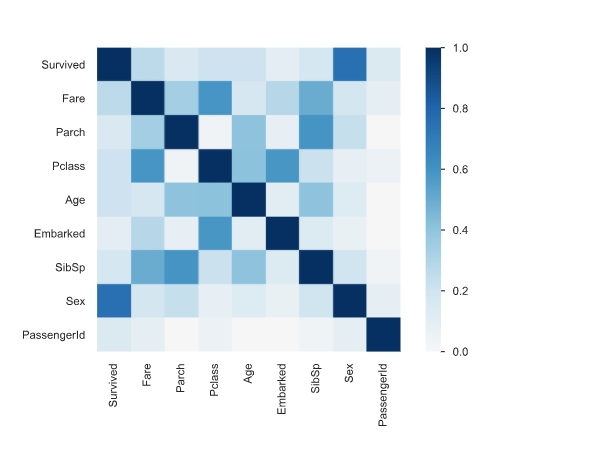 Survived
Fare
Parch
Pclass
Age
Embarked
SibSp
Sex
PassengerId
Survived
Fare
Parch
Pclass
Age
Embarked
SibSp
Sex
PassengerId
1.0
0.8
0.6
0.4
0.2
0.0